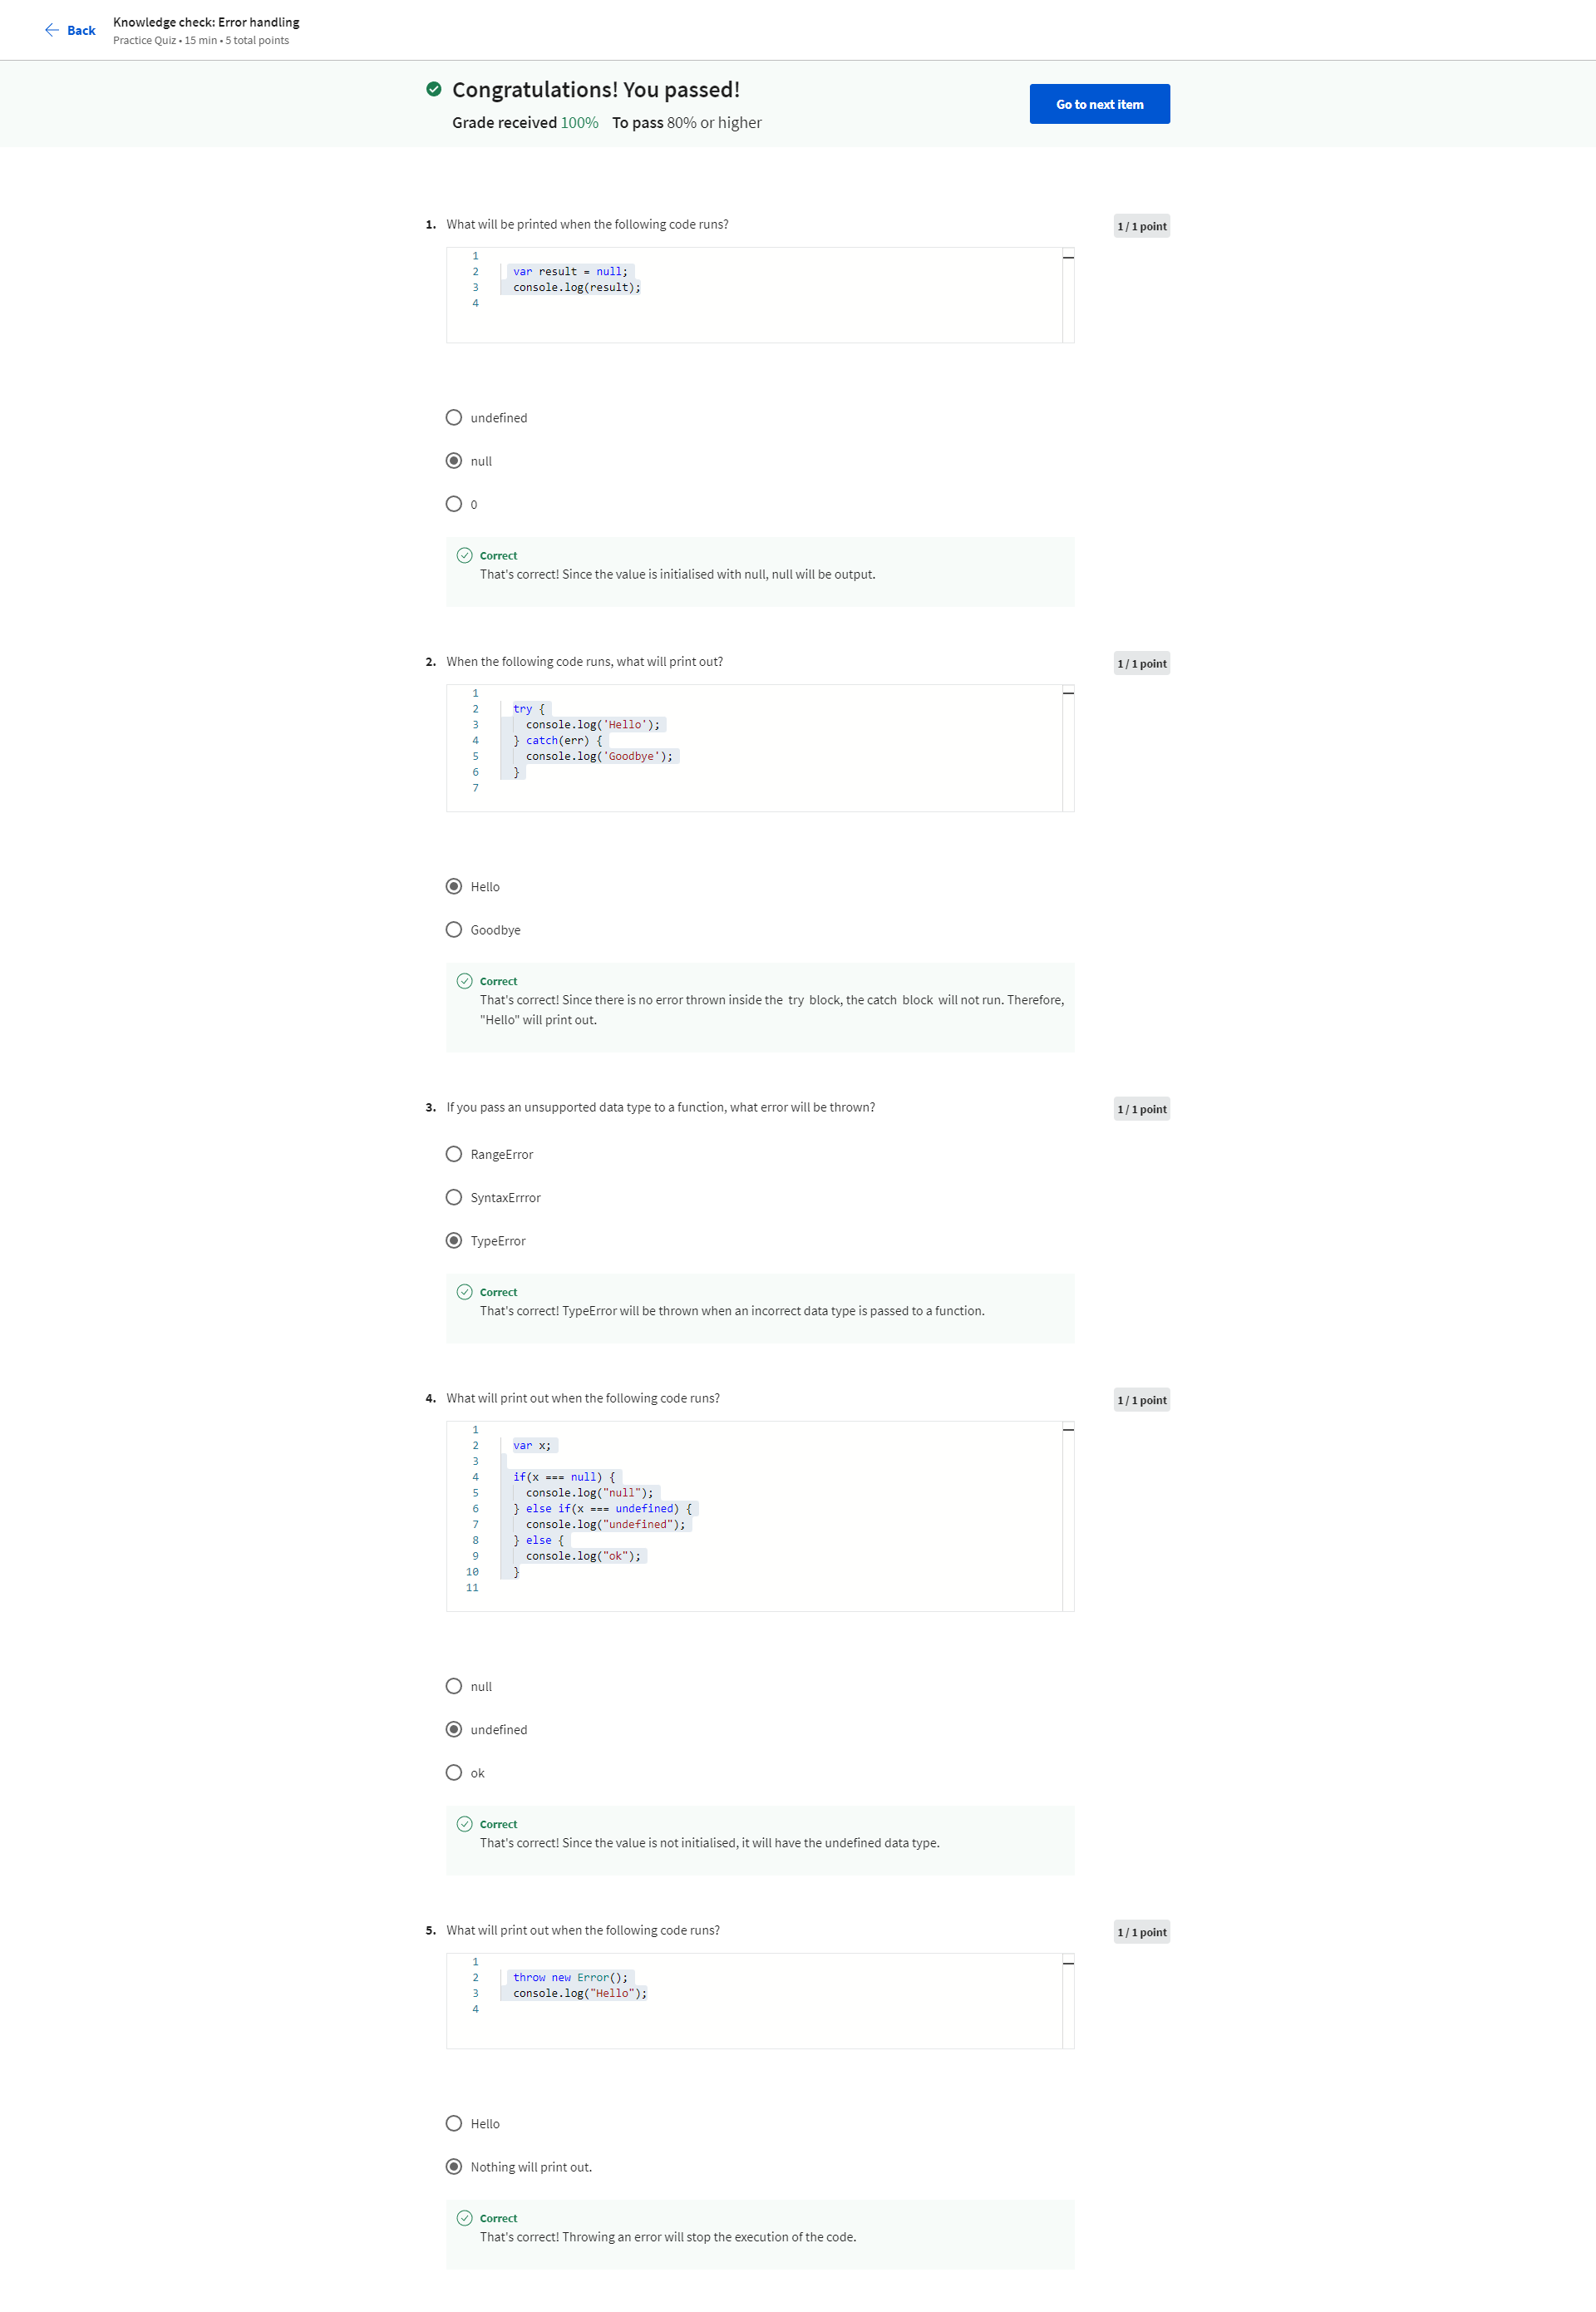 Back
Knowledge check: Error handling
Practice Quiz • 15 min • 5 total points
Congratulations! You passed!
Go to next item
Grade received 100% To pass 80% or higher
1. What will be printed when the following code runs?
1 / 1 point
1
2 var result = null;
3 console.log(result);
4
undefined
null
0
Correct
That's correct! Since the value is initialised with null, null will be output.
2. When the following code runs, what will print out?
1 / 1 point
1
2 try {
3 console.log('Hello');
4 } catch(err) {
5 console.log('Goodbye');
6 }
7
Hello
Goodbye
Correct
That's correct! Since there is no error thrown inside the try block, the catch block will not run. Therefore,
"Hello" will print out.
3. If you pass an unsupported data type to a function, what error will be thrown?
1 / 1 point
RangeError
SyntaxErrror
TypeError
Correct
That's correct! TypeError will be thrown when an incorrect data type is passed to a function.
4. What will print out when the following code runs?
1 / 1 point
1
2 var x;
3
4 if(x === null) {
5 console.log("null");
6 } else if(x === undefined) {
7 console.log("undefined");
8 } else {
9 console.log("ok");
10 }
11
null
undefined
ok
Correct
That's correct! Since the value is not initialised, it will have the undefined data type.
5. What will print out when the following code runs?
1 / 1 point
1
2 throw new Error();
3 console.log("Hello");
4
Hello
Nothing will print out.
Correct
That's correct! Throwing an error will stop the execution of the code.